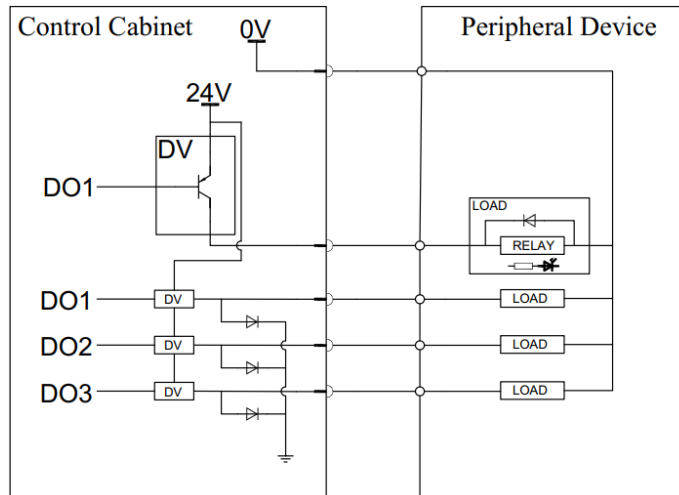 Control Cabinet
0V
Peripheral Device
24V
DV
DO1
LOAD
RELAY
DO1
DV
LOAD
DO2
DV
LOAD
DO3
DV
LOAD